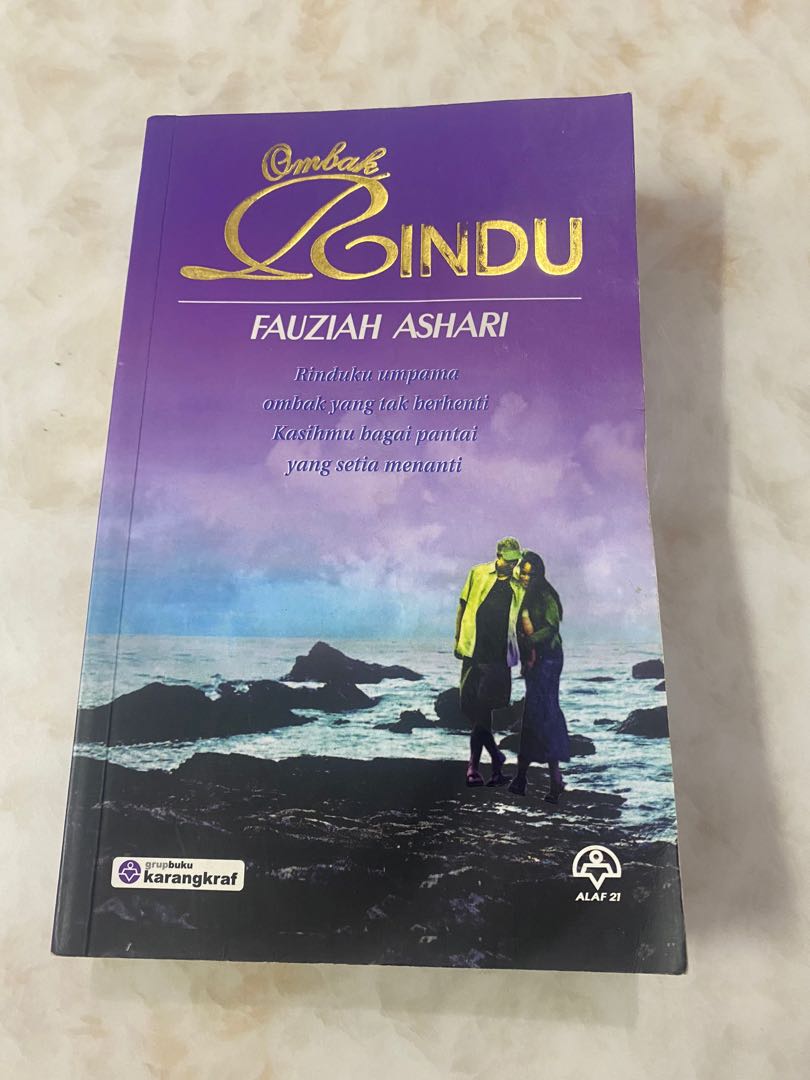 Ombak
RINDU
FAUZIAH ASHARI
Rinduku umpama
ombak yang tak berhenti
Kasihmu bagai pantai
yang setia menanti
grupbuku
karangkraf
ALAF 21